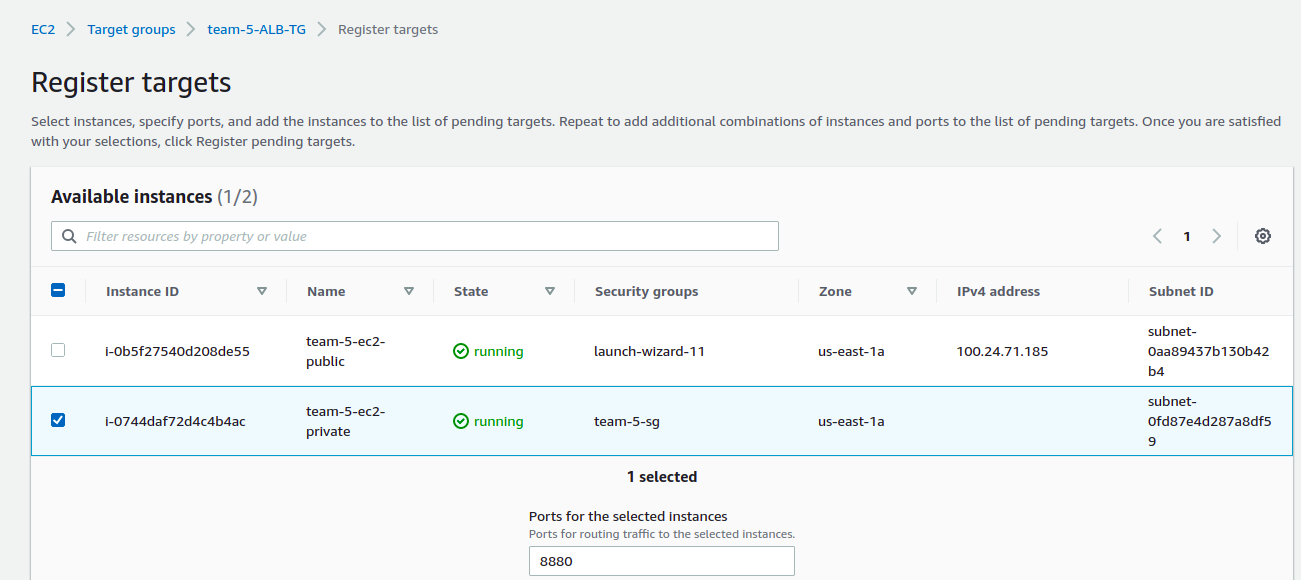 EC2 > Target groups > team-5-ALB-TG > Register targets
Register targets
Select instances, specify ports, and add the instances to the list of pending targets. Repeat to add additional combinations of instances and ports to the list of pending targets. Once you are satisfied
with your selections, click Register pending targets.
Available instances (1/2)
Filter resources by property or value
1
Instance ID Name State Security groups Zone IPv4 address Subnet ID
i-0b5f27540d208de55 team-5-ec2-
public running launch-wizard-11 us-east-1a 100.24.71.185 subnet-
0aa89437b130b42
b4
i-0744daf72d4c4b4ac team-5-ec2-
private running team-5-sg us-east-1a subnet-
0fd87e4d287a8df5
9
1 selected
Ports for the selected instances
Ports for routing traffic to the selected instances.
8880